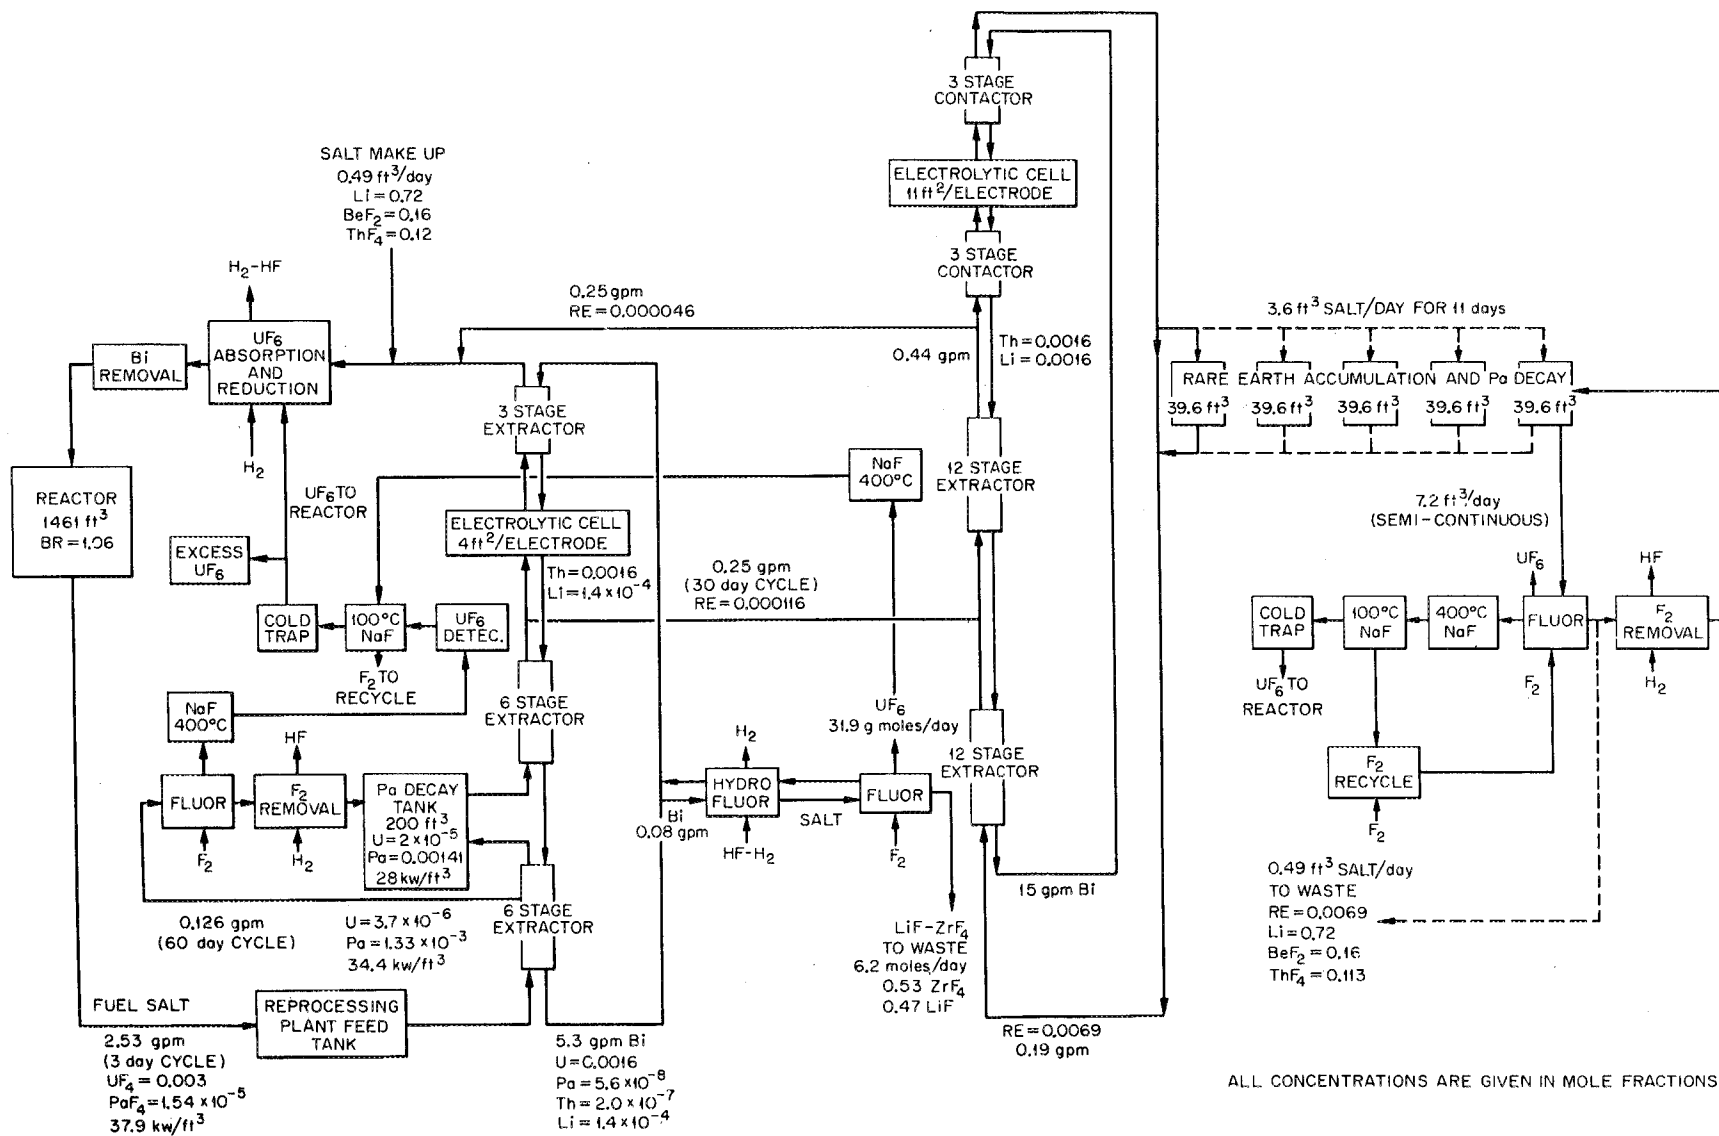 3 STAGE
CONTACTOR
ELECTROLYTIC CELL
11 ft²/ELECTRODE
3 STAGE
CONTACTOR
SALT MAKE UP
0.49 ft³/day
Li = 0.72
BeF₂ = 0.16
ThF₄ = 0.12
H₂-HF
UF₆
ABSORPTION
AND
REDUCTION
Bi
REMOVAL
H₂
0.25 gpm
RE = 0.000046
0.44 gpm
Th = 0.0016
Li = 0.0016
3.6 ft³ SALT/DAY FOR 11 days
RARE EARTH ACCUMULATION AND Pa DECAY
39.6 ft³ 39.6 ft³ 39.6 ft³ 39.6 ft³ 39.6 ft³
3 STAGE
EXTRACTOR
NaF
400°C
12 STAGE
EXTRACTOR
REACTOR
1461 ft³
BR = 1.06
UF₆ TO
REACTOR
EXCESS
UF₆
ELECTROLYTIC CELL
4 ft²/ELECTRODE
Th = 0.0016
Li = 1.4 × 10⁻⁴
0.25 gpm
(30 day CYCLE)
RE = 0.000116
7.2 ft³/day
(SEMI-CONTINUOUS)
COLD
TRAP
100°C
NaF
UF₆
DETEC.
F₂ TO
RECYCLE
UF₆
HF
COLD
TRAP
100°C
NaF
400°C
NaF
FLUOR
F₂
REMOVAL
UF₆ TO
REACTOR
F₂
H₂
F₂
RECYCLE
F₂
NaF
400°C
HF
FLUOR
F₂
REMOVAL
F₂
H₂
Pa DECAY
TANK
200 ft³
U = 2 × 10⁻⁵
Pa = 0.00141
28 kw/ft³
6 STAGE
EXTRACTOR
H₂
HYDRO
FLUOR
HF-H₂
Bi
0.08 gpm
SALT
UF₆
31.9 g moles/day
FLUOR
F₂
12 STAGE
EXTRACTOR
15 gpm Bi
0.126 gpm
(60 day CYCLE)
U = 3.7 × 10⁻⁶
Pa = 1.33 × 10⁻³
34.4 kw/ft³
6 STAGE
EXTRACTOR
LiF-ZrF₄
TO WASTE
6.2 moles/day
0.53 ZrF₄
0.47 LiF
0.49 ft³ SALT/day
TO WASTE
RE = 0.0069
Li = 0.72
BeF₂ = 0.16
ThF₄ = 0.113
FUEL SALT
REPROCESSING
PLANT FEED
TANK
2.53 gpm
(3 day CYCLE)
UF₄ = 0.003
PaF₄ = 1.54 × 10⁻⁵
37.9 kw/ft³
5.3 gpm Bi
U = 0.0016
Pa = 5.6 × 10⁻⁸
Th = 2.0 × 10⁻⁷
Li = 1.4 × 10⁻⁴
RE = 0.0069
0.19 gpm
ALL CONCENTRATIONS ARE GIVEN IN MOLE FRACTIONS